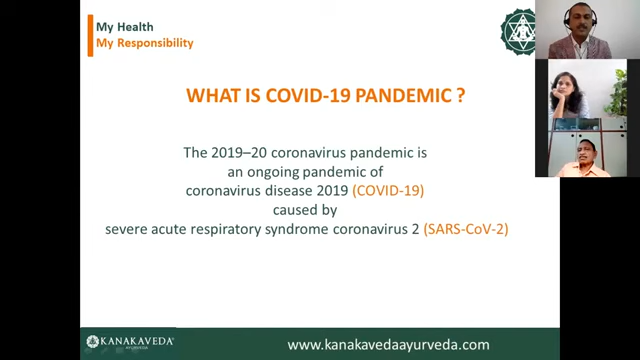 My Health
My Responsibility
WHAT IS COVID-19 PANDEMIC ?
The 2019–20 coronavirus pandemic is
an ongoing pandemic of
coronavirus disease 2019 (COVID-19)
caused by
severe acute respiratory syndrome coronavirus 2 (SARS-CoV-2)
KANAKAVEDA
AYURVEDA
www.kanakavedaayurveda.com